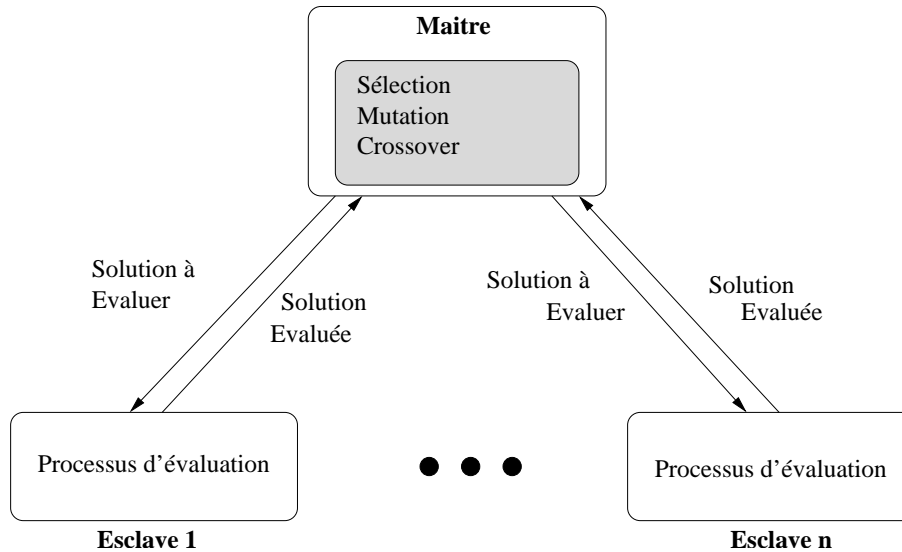 Maitre
Sélection
Mutation
Crossover
Solution à
Evaluer
Solution
Evaluée
Solution à
Evaluer
Solution
Evaluée
Processus d'évaluation
Processus d'évaluation
Esclave 1
Esclave n